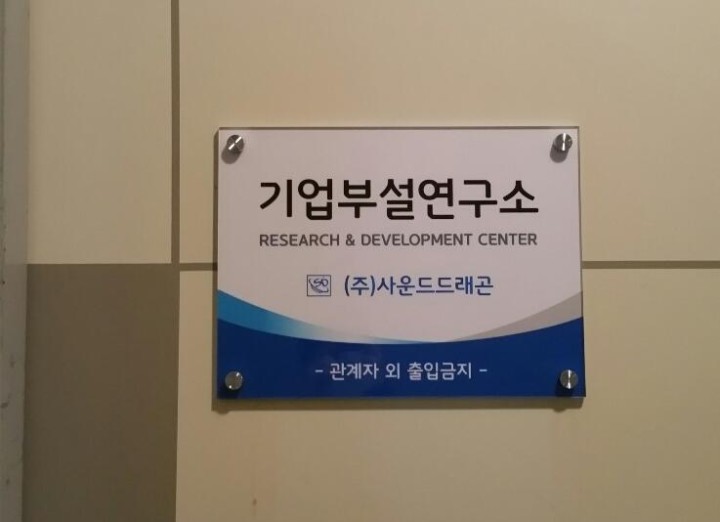 기업부설연구소
RESEARCH & DEVELOPMENT CENTER
(주)사운드드래곤
- 관계자 외 출입금지 -